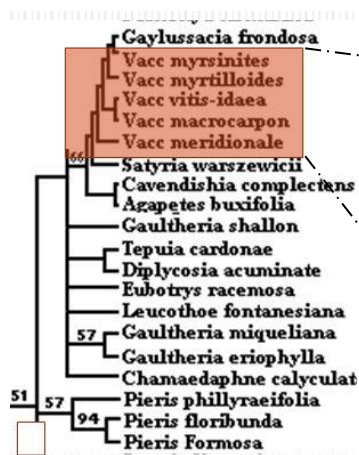 Gaylussacia frondosa
Vacc myrsinites
Vacc myrtilloides
Vacc vitis-idaea
Vacc macrocarpon
Vacc meridionale
66
Satyria warszewicii
Cavendishia complectens
Agapetes buxifolia
Gaultheria shallon
Tepuia cardonae
Diplycosia acuminate
Eubotrys racemosa
Leucothoe fontanesiana
57
Gaultheria miqueliana
Gaultheria eriophylla
Chamaedaphne calyculat
51
57
Pieris phillyraeifolia
94
Pieris floribunda
Pieris Formosa